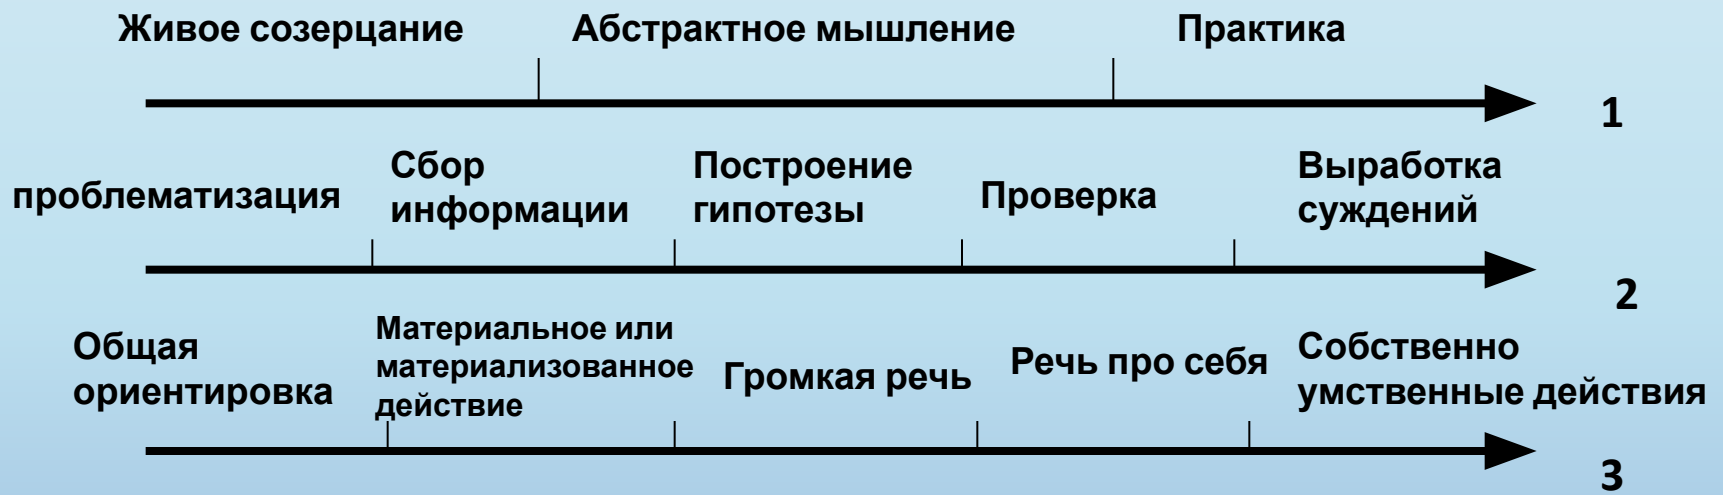 Живое созерцание
Абстрактное мышление
Практика
1
проблематизация
Сбор
информации
Построение
гипотезы
Проверка
Выработка
суждений
2
Общая
ориентировка
Материальное или
материализованное
действие
Громкая речь
Речь про себя
Собственно
умственные действия
3